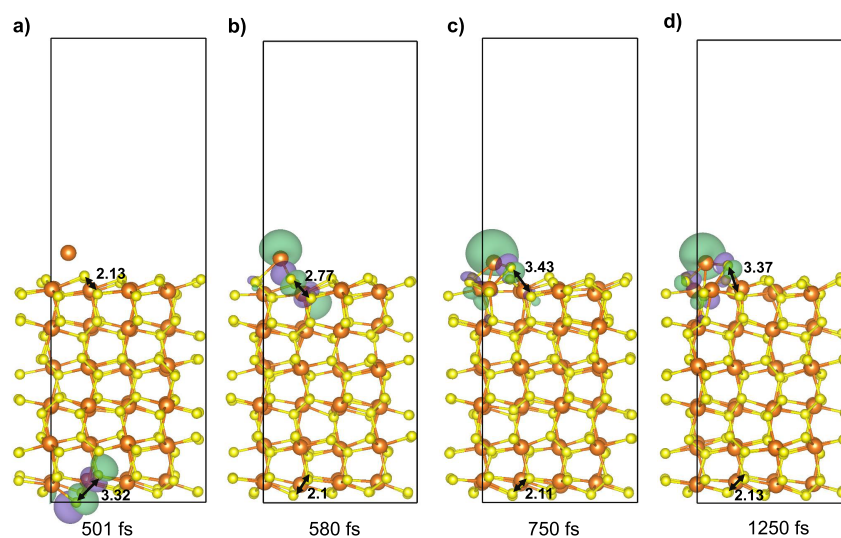 a)
b)
c)
d)
2.13
2.77
3.43
3.37
3.32
2.1
2.11
2.13
501 fs
580 fs
750 fs
1250 fs